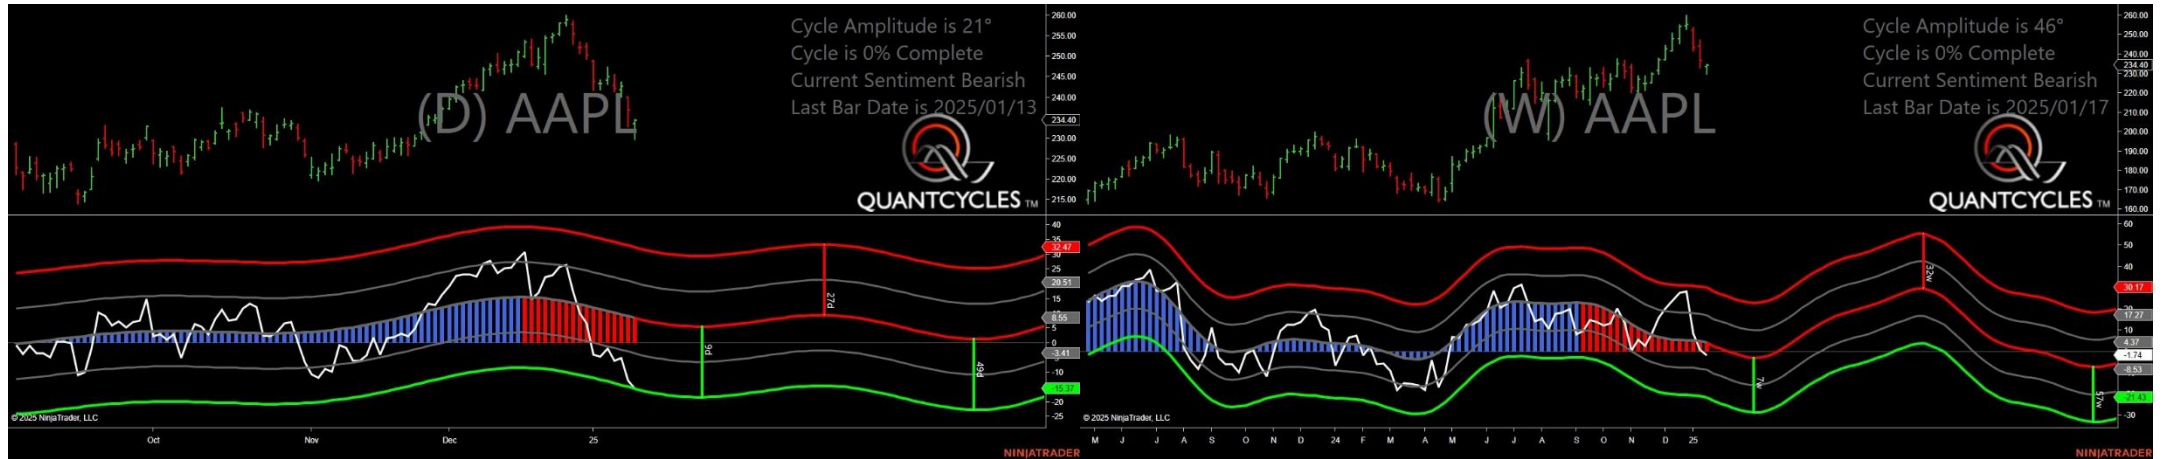 Cycle Amplitude is 21°
Cycle is 0% Complete
Current Sentiment Bearish
Last Bar Date is 2025/01/13
(D) AAPL
QUANTCYCLES TM
260.00
255.00
250.00
245.00
240.00
234.40
230.00
225.00
220.00
215.00
40
35
32.47
30
25
20.51
15
10
8.55
5
0
-3.41
-10
-15.37
-20
-25
27d
9d
49d
© 2025 NinjaTrader, LLC
Oct
Nov
Dec
25
NINJATRADER
Cycle Amplitude is 46°
Cycle is 0% Complete
Current Sentiment Bearish
Last Bar Date is 2025/01/17
(W) AAPL
QUANTCYCLES TM
260.00
250.00
240.00
234.40
230.00
220.00
210.00
200.00
190.00
180.00
170.00
160.00
60
50
40
30.17
20
17.27
10
4.37
-1.74
-8.53
-21.43
-30
32w
7w
57w
© 2025 NinjaTrader, LLC
M J J A S O N D 24 F M A M J J A S O N D 25
NINJATRADER